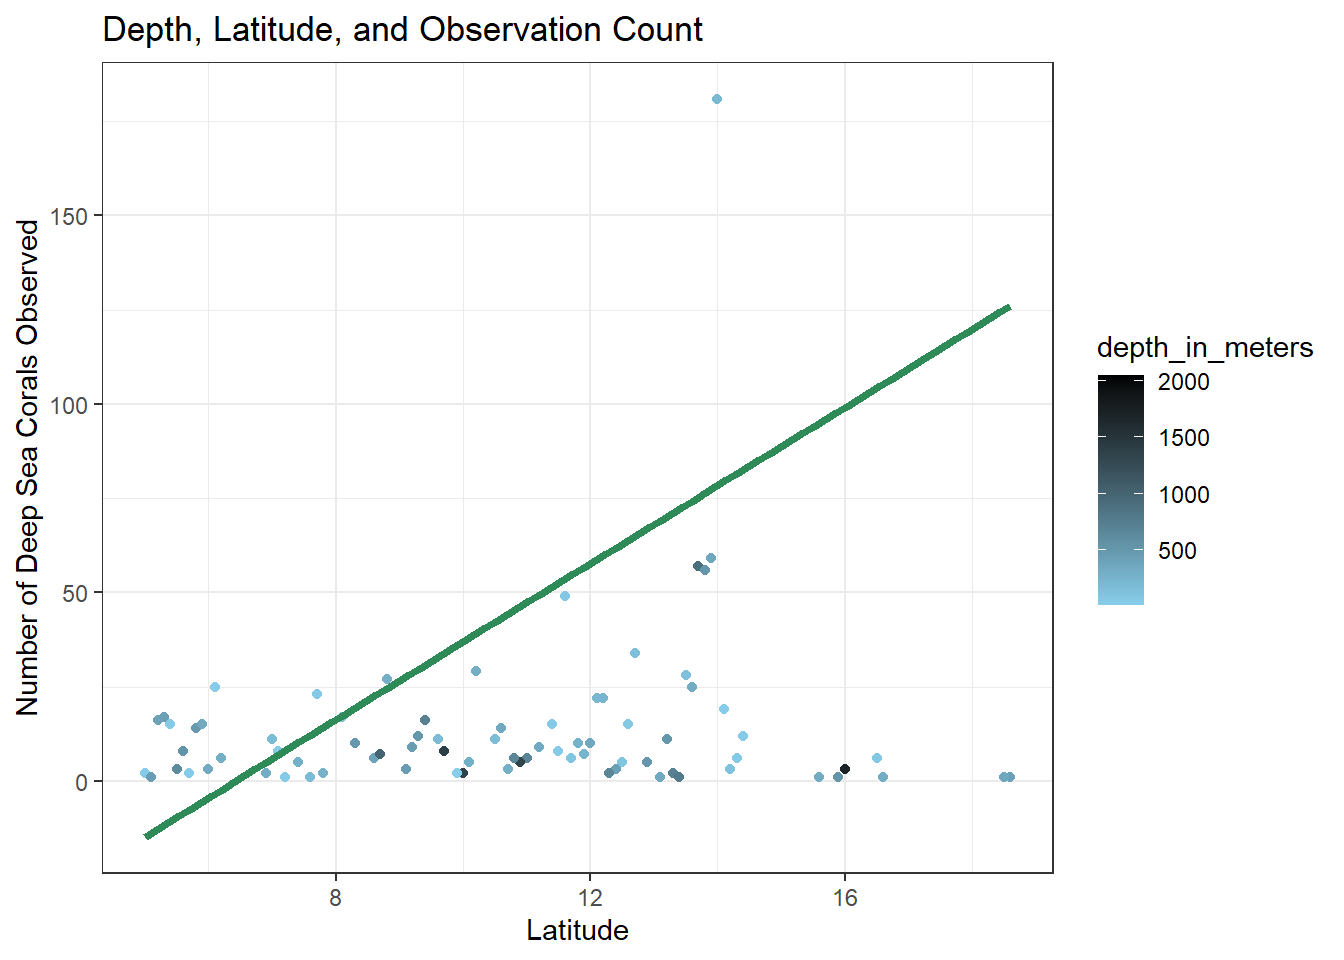 Depth, Latitude, and Observation Count
Number of Deep Sea Corals Observed
150
100
50
0
8
12
16
Latitude
depth_in_meters
2000
1500
1000
500